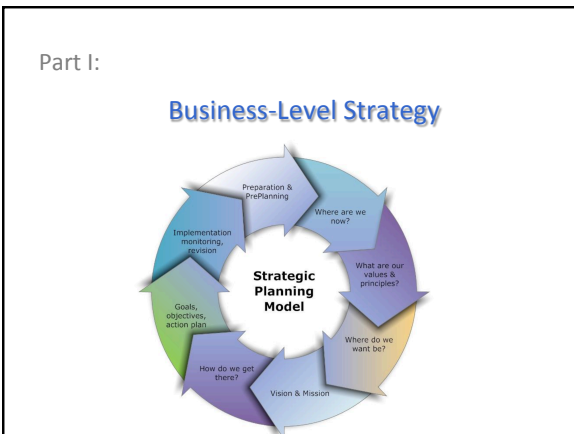 Part I:
Business-Level Strategy
Preparation &
PrePlanning
Where are we
now?
What are our
values &
principles?
Where do we
want be?
Vision & Mission
How do we get
there?
Goals,
objectives,
action plan
Implementation
monitoring,
revision
Strategic
Planning
Model